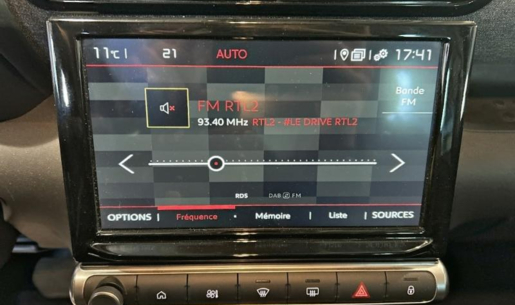 11°C | 21 AUTO 17:41
Bande
FM
FM RTL2
93.40 MHz RTL2 - #LE DRIVE RTL2
RDS DAB FM
OPTIONS | Fréquence • Mémoire | Liste | SOURCES